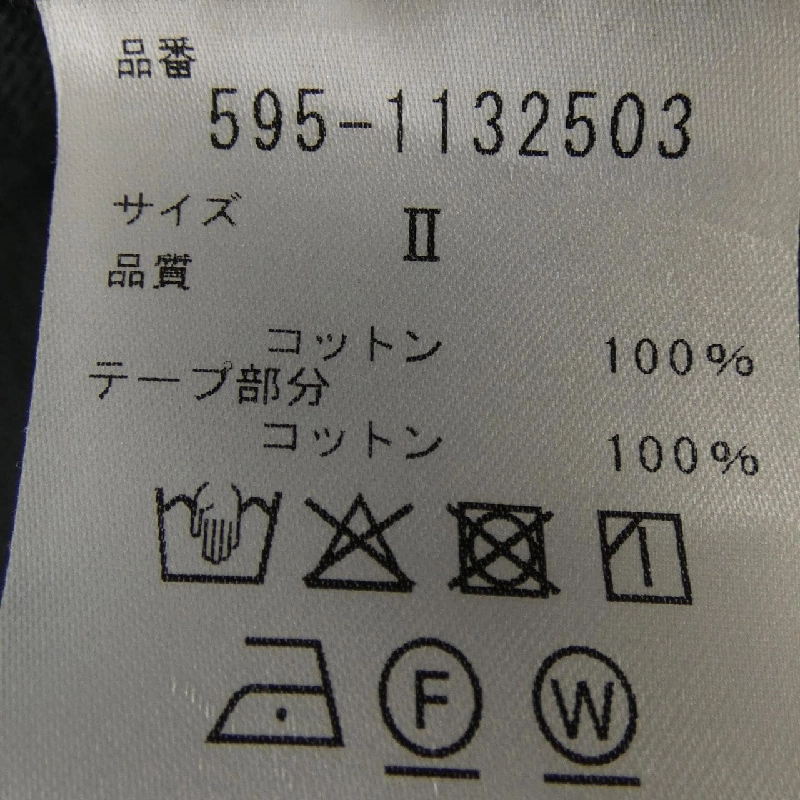 品番
595-1132503
サイズ II
品質
コットン 100%
テープ部分
コットン 100%
F W